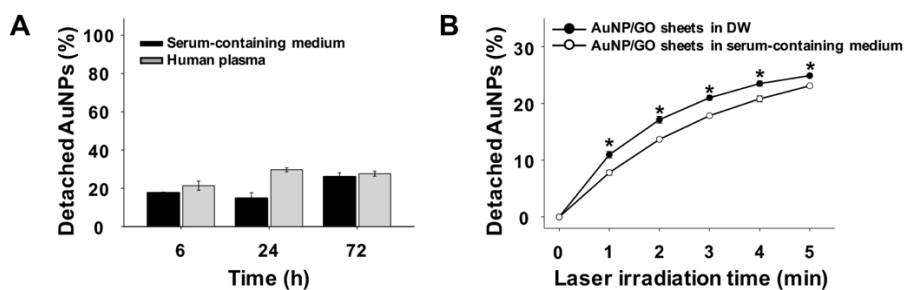 A
Detached AuNPs (%)
100
80
60
40
20
0
Serum-containing medium
Human plasma
6 24 72
Time (h)
B
Detached AuNPs (%)
30
20
10
0
AuNP/GO sheets in DW
AuNP/GO sheets in serum-containing medium
* * * * *
0 1 2 3 4 5
Laser irradiation time (min)